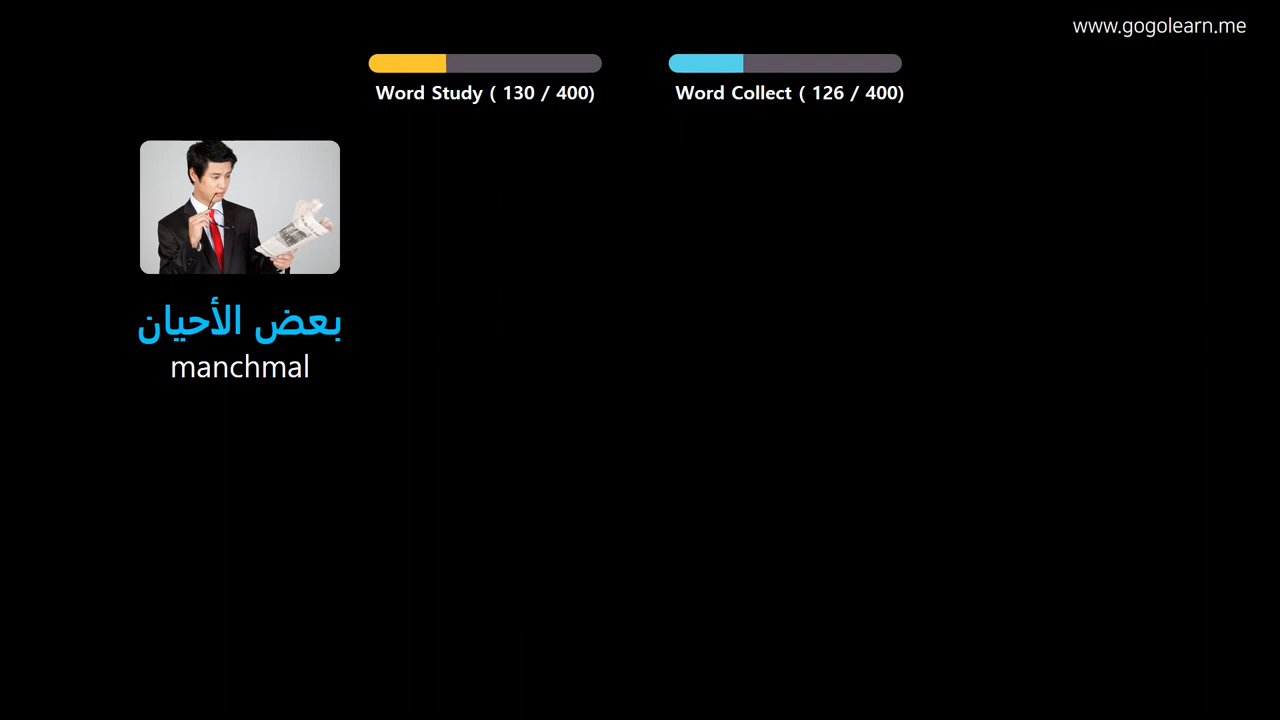 www.gogolearn.me
Word Study ( 130 / 400)
Word Collect ( 126 / 400)
بعض الأحيان
manchmal